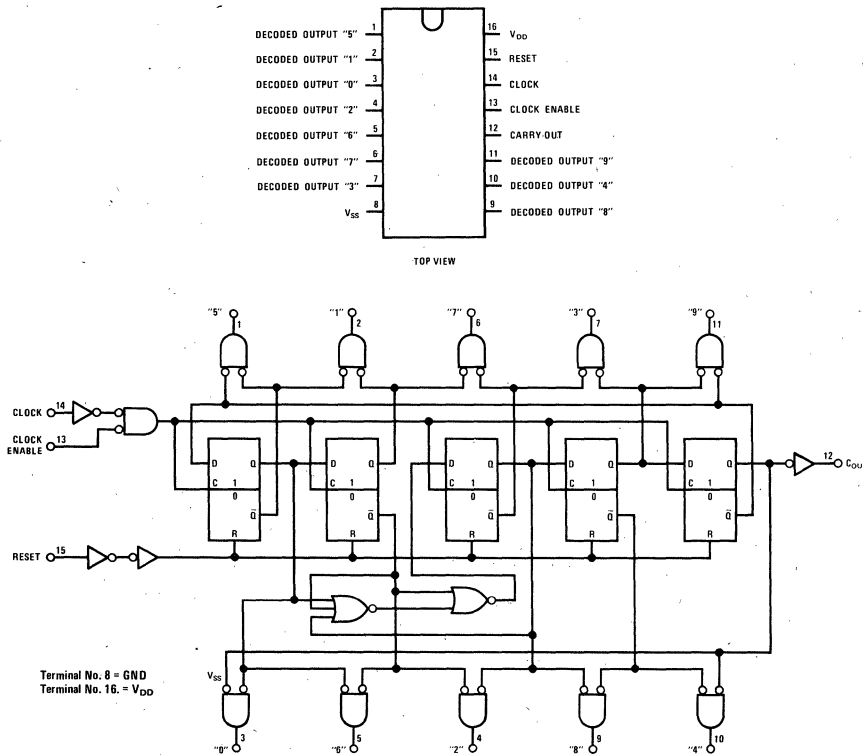 DECODED OUTPUT "5" 1
DECODED OUTPUT "1" 2
DECODED OUTPUT "0" 3
DECODED OUTPUT "2" 4
DECODED OUTPUT "6" 5
DECODED OUTPUT "7" 6
DECODED OUTPUT "3" 7
VSS 8
16 VDD
15 RESET
14 CLOCK
13 CLOCK ENABLE
12 CARRY OUT
11 DECODED OUTPUT "9"
10 DECODED OUTPUT "4"
9 DECODED OUTPUT "8"
TOP VIEW
"5" 1
"1" 2
"7" 6
"3" 7
"9" 11
CLOCK 14
CLOCK
ENABLE 13
D Q
C 1
0
Q̅
R
D Q
C 1
0
Q̅
R
D Q
C 1
0
Q̅
R
D Q
C 1
0
Q̅
R
D Q
C 1
0
Q̅
R
12 COU
RESET 15
Terminal No. 8 = GND
Terminal No. 16. = VDD
VSS
"0" 3
"6" 5
"2" 4
"8" 9
"4" 10